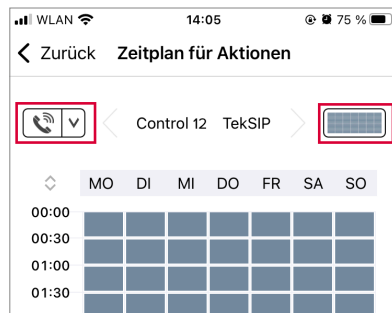 WLAN 14:05 75 %
Zurück Zeitplan für Aktionen
Control 12 TekSIP
MO DI MI DO FR SA SO
00:00
00:30
01:00
01:30